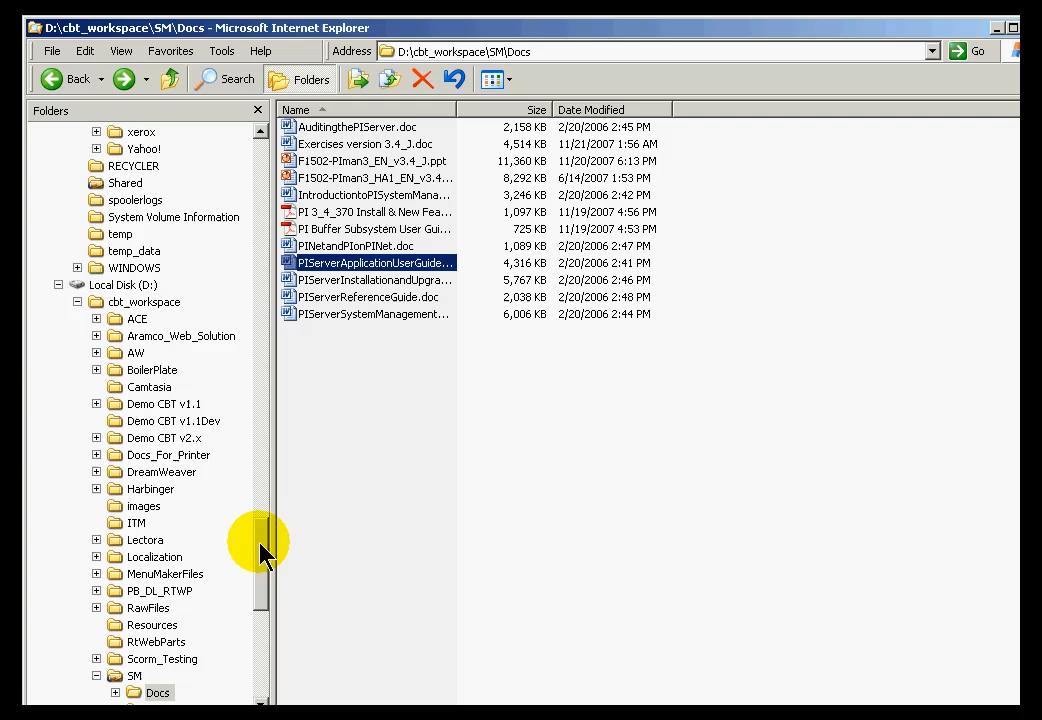 D:\cbt_workspace\SM\Docs - Microsoft Internet Explorer
File Edit View Favorites Tools Help Address D:\cbt_workspace\SM\Docs Go
Back Search Folders
Folders
xerox
Yahoo!
RECYCLER
Shared
spoolerlogs
System Volume Information
temp
temp_data
WINDOWS
Local Disk (D:)
cbt_workspace
ACE
Aramco_Web_Solution
AW
BoilerPlate
Camtasia
Demo CBT v1.1
Demo CBT v1.1Dev
Demo CBT v2.x
Docs_For_Printer
DreamWeaver
Harbinger
images
ITM
Lectora
Localization
MenuMakerFiles
PB_DL_RTWP
RawFiles
Resources
RtWebParts
Scorm_Testing
SM
Docs
Name Size Date Modified
AuditingthePIServer.doc 2,158 KB 2/20/2006 2:45 PM
Exercises version 3.4_J.doc 4,514 KB 11/21/2007 1:56 AM
F1502-PIman3_EN_v3.4_J.ppt 11,360 KB 11/20/2007 6:13 PM
F1502-PIman3_HA1_EN_v3.4... 8,292 KB 6/14/2007 1:53 PM
IntroductiontoPISystemMana... 3,246 KB 2/20/2006 2:42 PM
PI 3_4_370 Install & New Fea... 1,097 KB 11/19/2007 4:56 PM
PI Buffer Subsystem User Gui... 725 KB 11/19/2007 4:53 PM
PINetandPIonPINet.doc 1,089 KB 2/20/2006 2:47 PM
PIServerApplicationUserGuide... 4,316 KB 2/20/2006 2:41 PM
PIServerInstallationandUpgra... 5,767 KB 2/20/2006 2:46 PM
PIServerReferenceGuide.doc 2,038 KB 2/20/2006 2:48 PM
PIServerSystemManagement... 6,006 KB 2/20/2006 2:44 PM